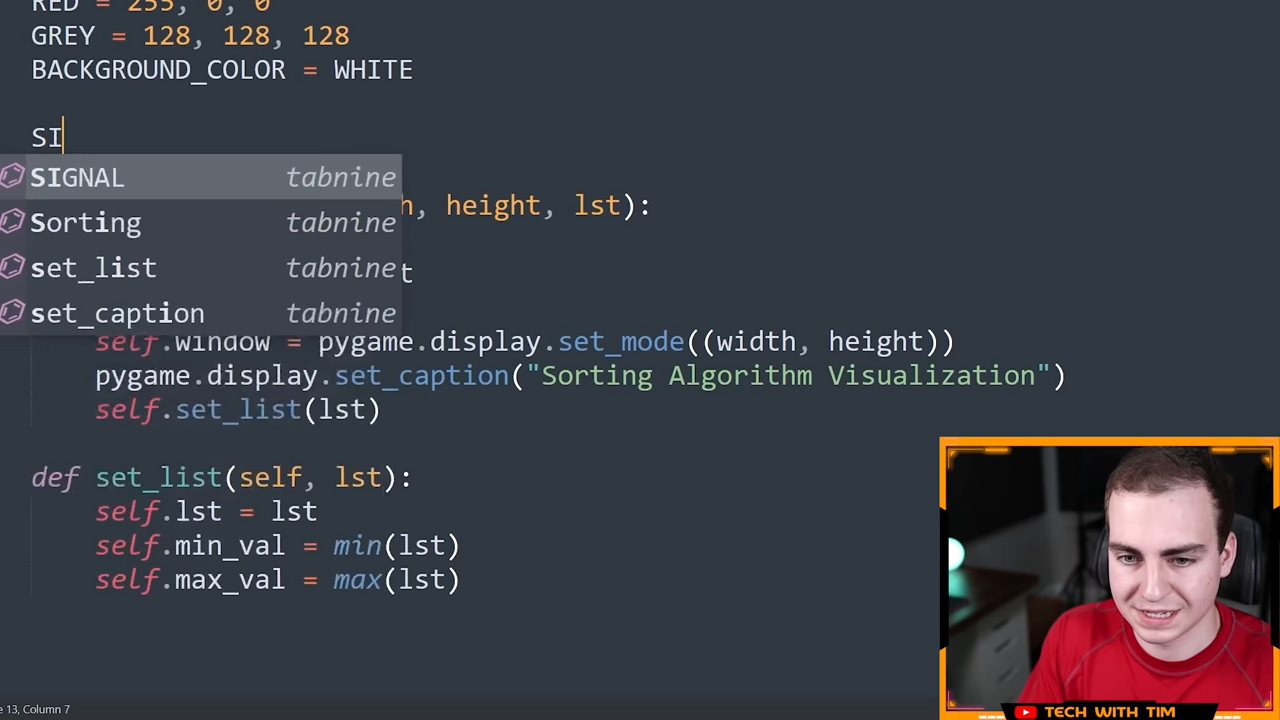 RED = 255, 0, 0
GREY = 128, 128, 128
BACKGROUND_COLOR = WHITE
SI
SIGNAL tabnine
Sorting tabnine
set_list tabnine
set_caption tabnine
, height, lst):
self.window = pygame.display.set_mode((width, height))
pygame.display.set_caption("Sorting Algorithm Visualization")
self.set_list(lst)
def set_list(self, lst):
self.lst = lst
self.min_val = min(lst)
self.max_val = max(lst)
13, Column 7
TECH WITH TIM